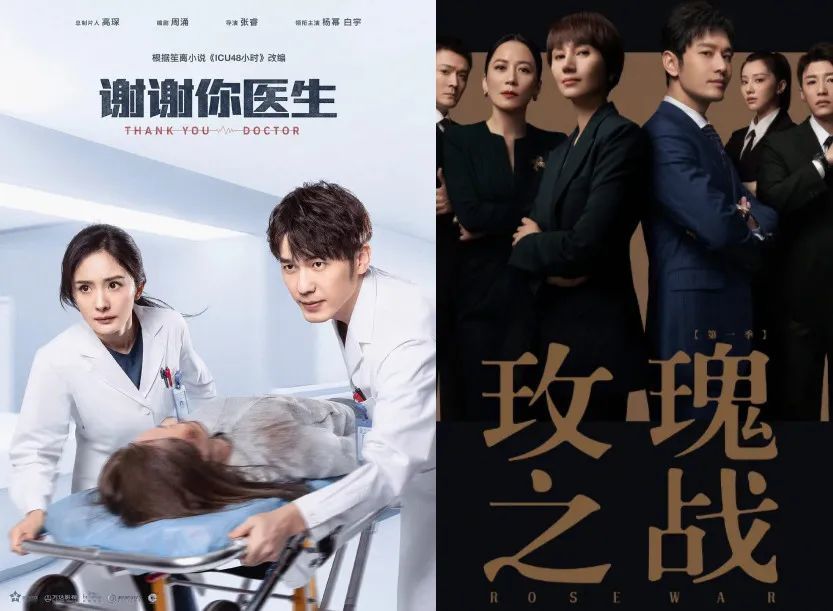 总制片人 高琛 编剧 周涌 导演 张睿 领衔主演 杨幂 白宇
根据笙离小说《ICU48小时》改编
谢谢你医生
THANK YOU DOCTOR
[第一季]
玫瑰
之战
ROSE WAR